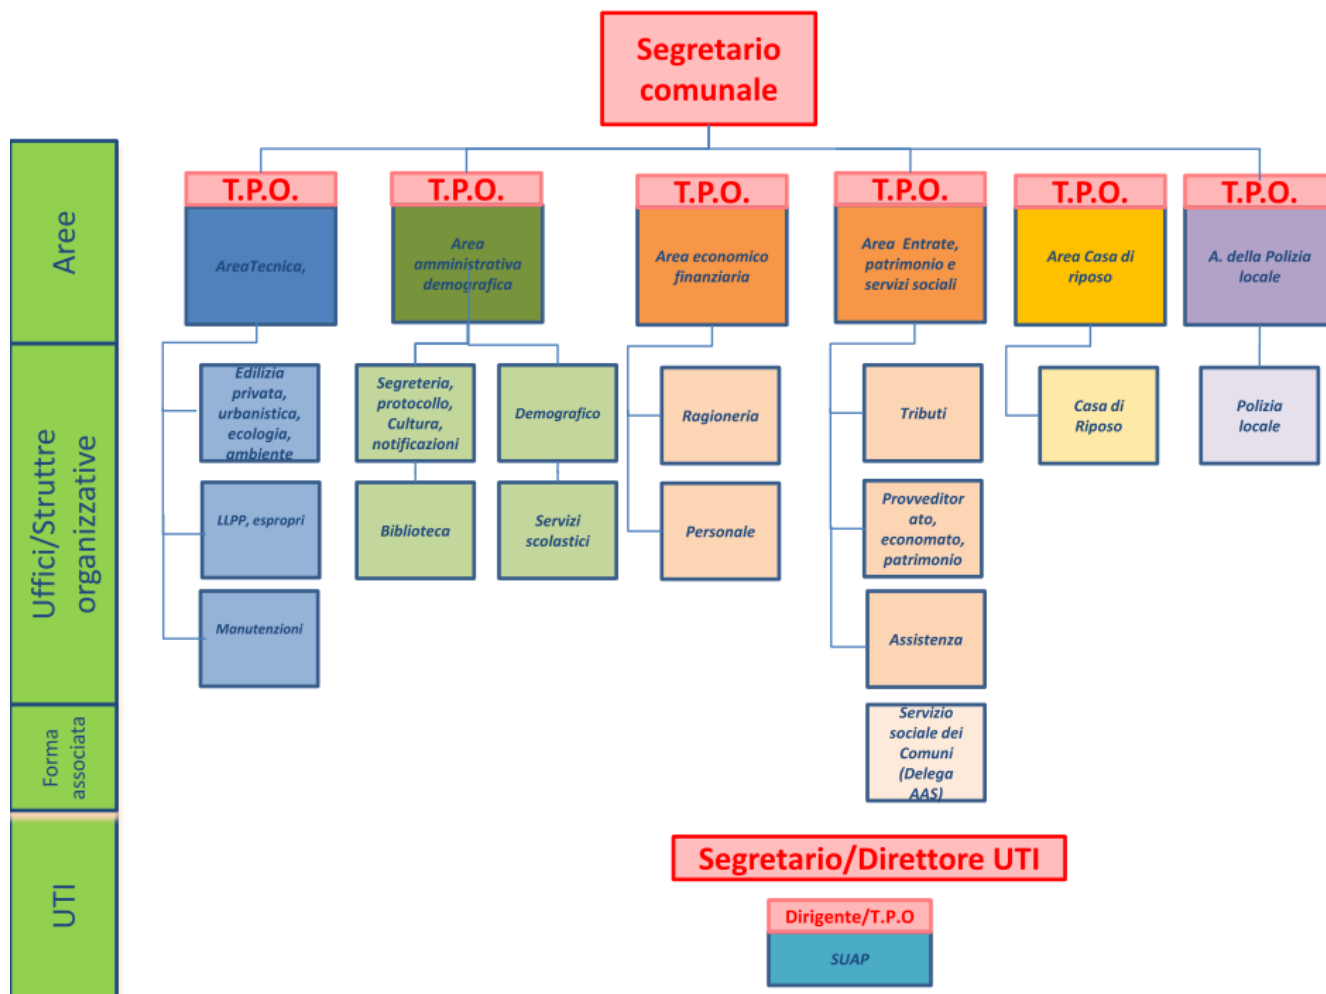 Segretario
comunale
Aree
T.P.O.
T.P.O.
T.P.O.
T.P.O.
T.P.O.
T.P.O.
AreaTecnica,
Area
amministrativa
demografica
Area economico
finanziaria
Area Entrate,
patrimonio e
servizi sociali
Area Casa di
riposo
A. della Polizia
locale
Uffici/Struttre
organizzative
Edilizia
privata,
urbanistica,
ecologia,
ambiente
Segreteria,
protocollo,
Cultura,
notificazioni
Demografico
Ragioneria
Tributi
Casa di
Riposo
Polizia
locale
LLPP, espropri
Biblioteca
Servizi
scolastici
Personale
Provveditor
ato,
economato,
patrimonio
Manutenzioni
Assistenza
Forma
associata
Servizio
sociale dei
Comuni
(Delega
AAS)
UTI
Segretario/Direttore UTI
Dirigente/T.P.O
SUAP